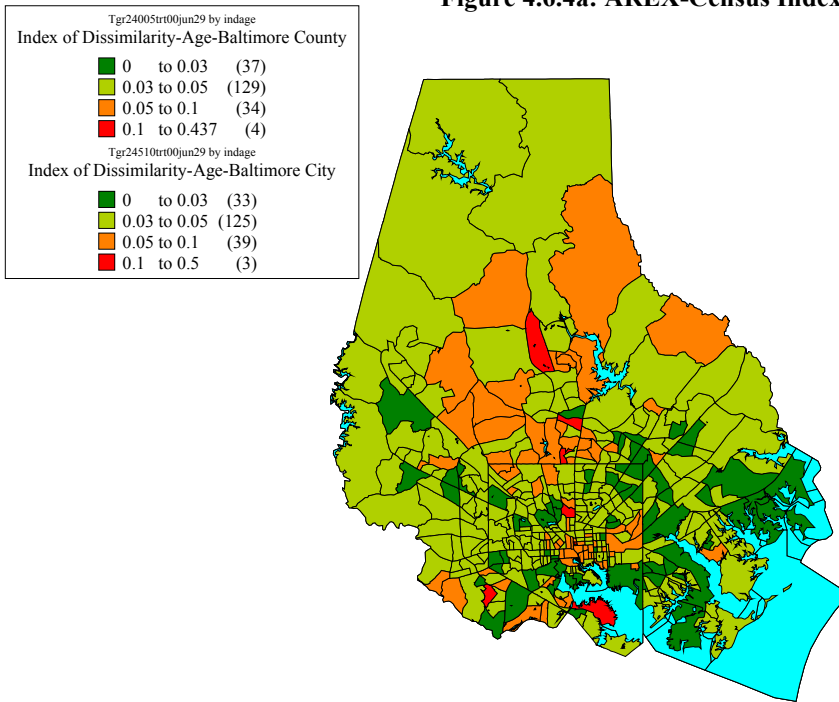 Figure 4.6.4a: AREX-Census Index
Tgr24005trt00jun29 by indage
Index of Dissimilarity-Age-Baltimore County
0 to 0.03 (37)
0.03 to 0.05 (129)
0.05 to 0.1 (34)
0.1 to 0.437 (4)
Tgr24510trt00jun29 by indage
Index of Dissimilarity-Age-Baltimore City
0 to 0.03 (33)
0.03 to 0.05 (125)
0.05 to 0.1 (39)
0.1 to 0.5 (3)